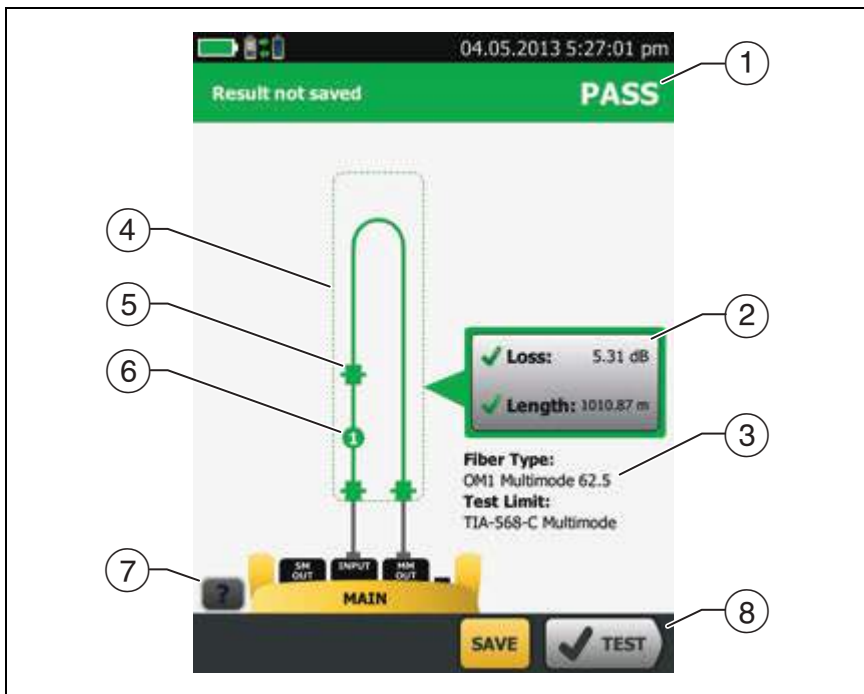 04.05.2013 5:27:01 pm
Result not saved
PASS
1
4
5
6
1
2
Loss: 5.31 dB
Length: 1010.87 m
3
Fiber Type:
OM1 Multimode 62.5
Test Limit:
TIA-568-C Multimode
7
?
SM OUT
INPUT
MM OUT
MAIN
SAVE
TEST
8